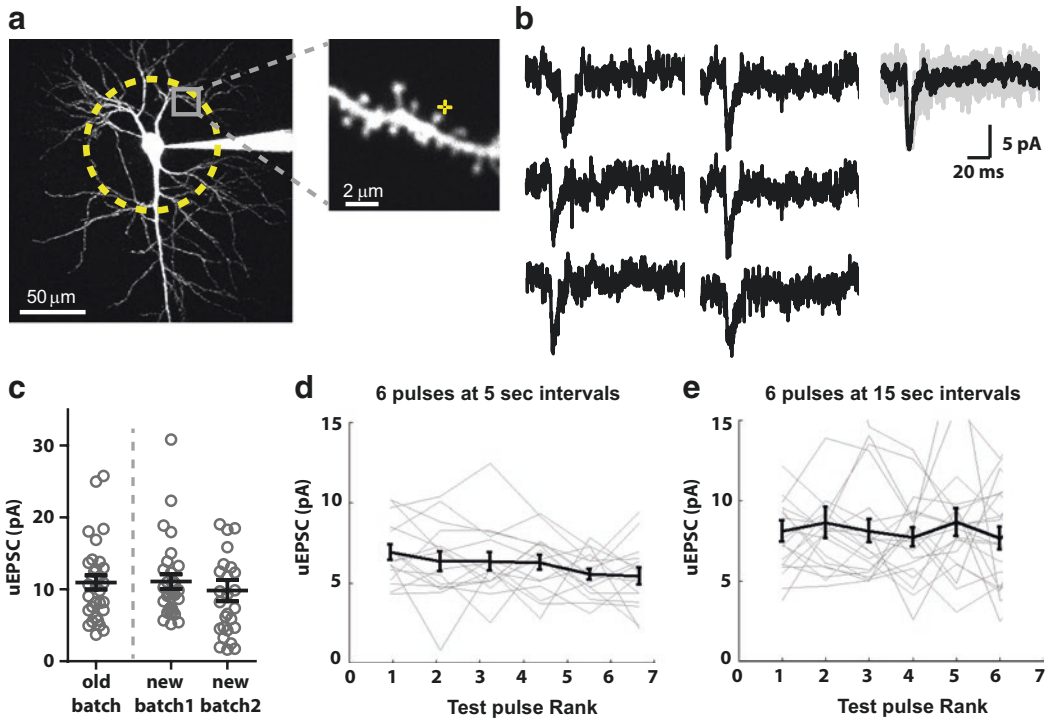 a
50 μm
2 μm
b
5 pA
20 ms
c
uEPSC (pA)
30
20
10
0
old
batch
new
batch1
new
batch2
d
6 pulses at 5 sec intervals
uEPSC (pA)
15
10
5
0
0 1 2 3 4 5 6 7
Test pulse Rank
e
6 pulses at 15 sec intervals
uEPSC (pA)
15
10
5
0
0 1 2 3 4 5 6 7
Test pulse Rank